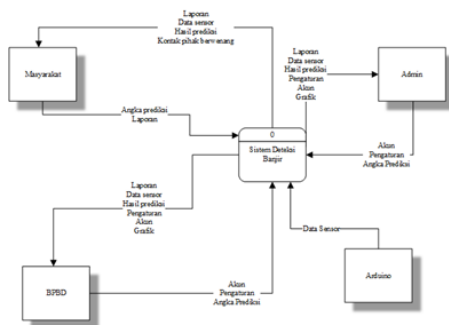 Laporan
Data sensor
Hasil prediksi
Kontak pihak berwenang
Masyarakat
Laporan
Data sensor
Hasil prediksi
Pengaturan
Akun
Grafik
Admin
Angka prediksi
Laporan
0
Sistem Deteksi
Banjir
Akun
Pengaturan
Angka Prediksi
Laporan
Data sensor
Hasil prediksi
Pengaturan
Akun
Grafik
Data Sensor
BPBD
Akun
Pengaturan
Angka Prediksi
Arduino